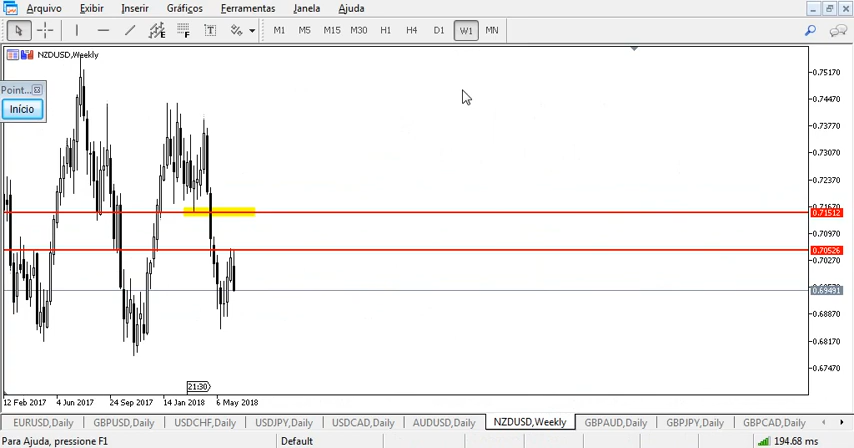 Arquivo Exibir Inserir Gráficos Ferramentas Janela Ajuda
T M1 M5 M15 M30 H1 H4 D1 W1 MN
NZDUSD,Weekly
Point...
Início
0.75170
0.74470
0.73770
0.73070
0.72370
0.71670
0.71512
0.70970
0.70526
0.70270
0.69491
0.68870
0.68170
0.67470
21:30
12 Feb 2017 4 Jun 2017 24 Sep 2017 14 Jan 2018 6 May 2018
EURUSD,Daily GBPUSD,Daily USDCHF,Daily USDJPY,Daily USDCAD,Daily AUDUSD,Daily NZDUSD,Weekly GBPAUD,Daily GBPJPY,Daily GBPCAD,Daily
Para Ajuda, pressione F1 Default 194.68 ms